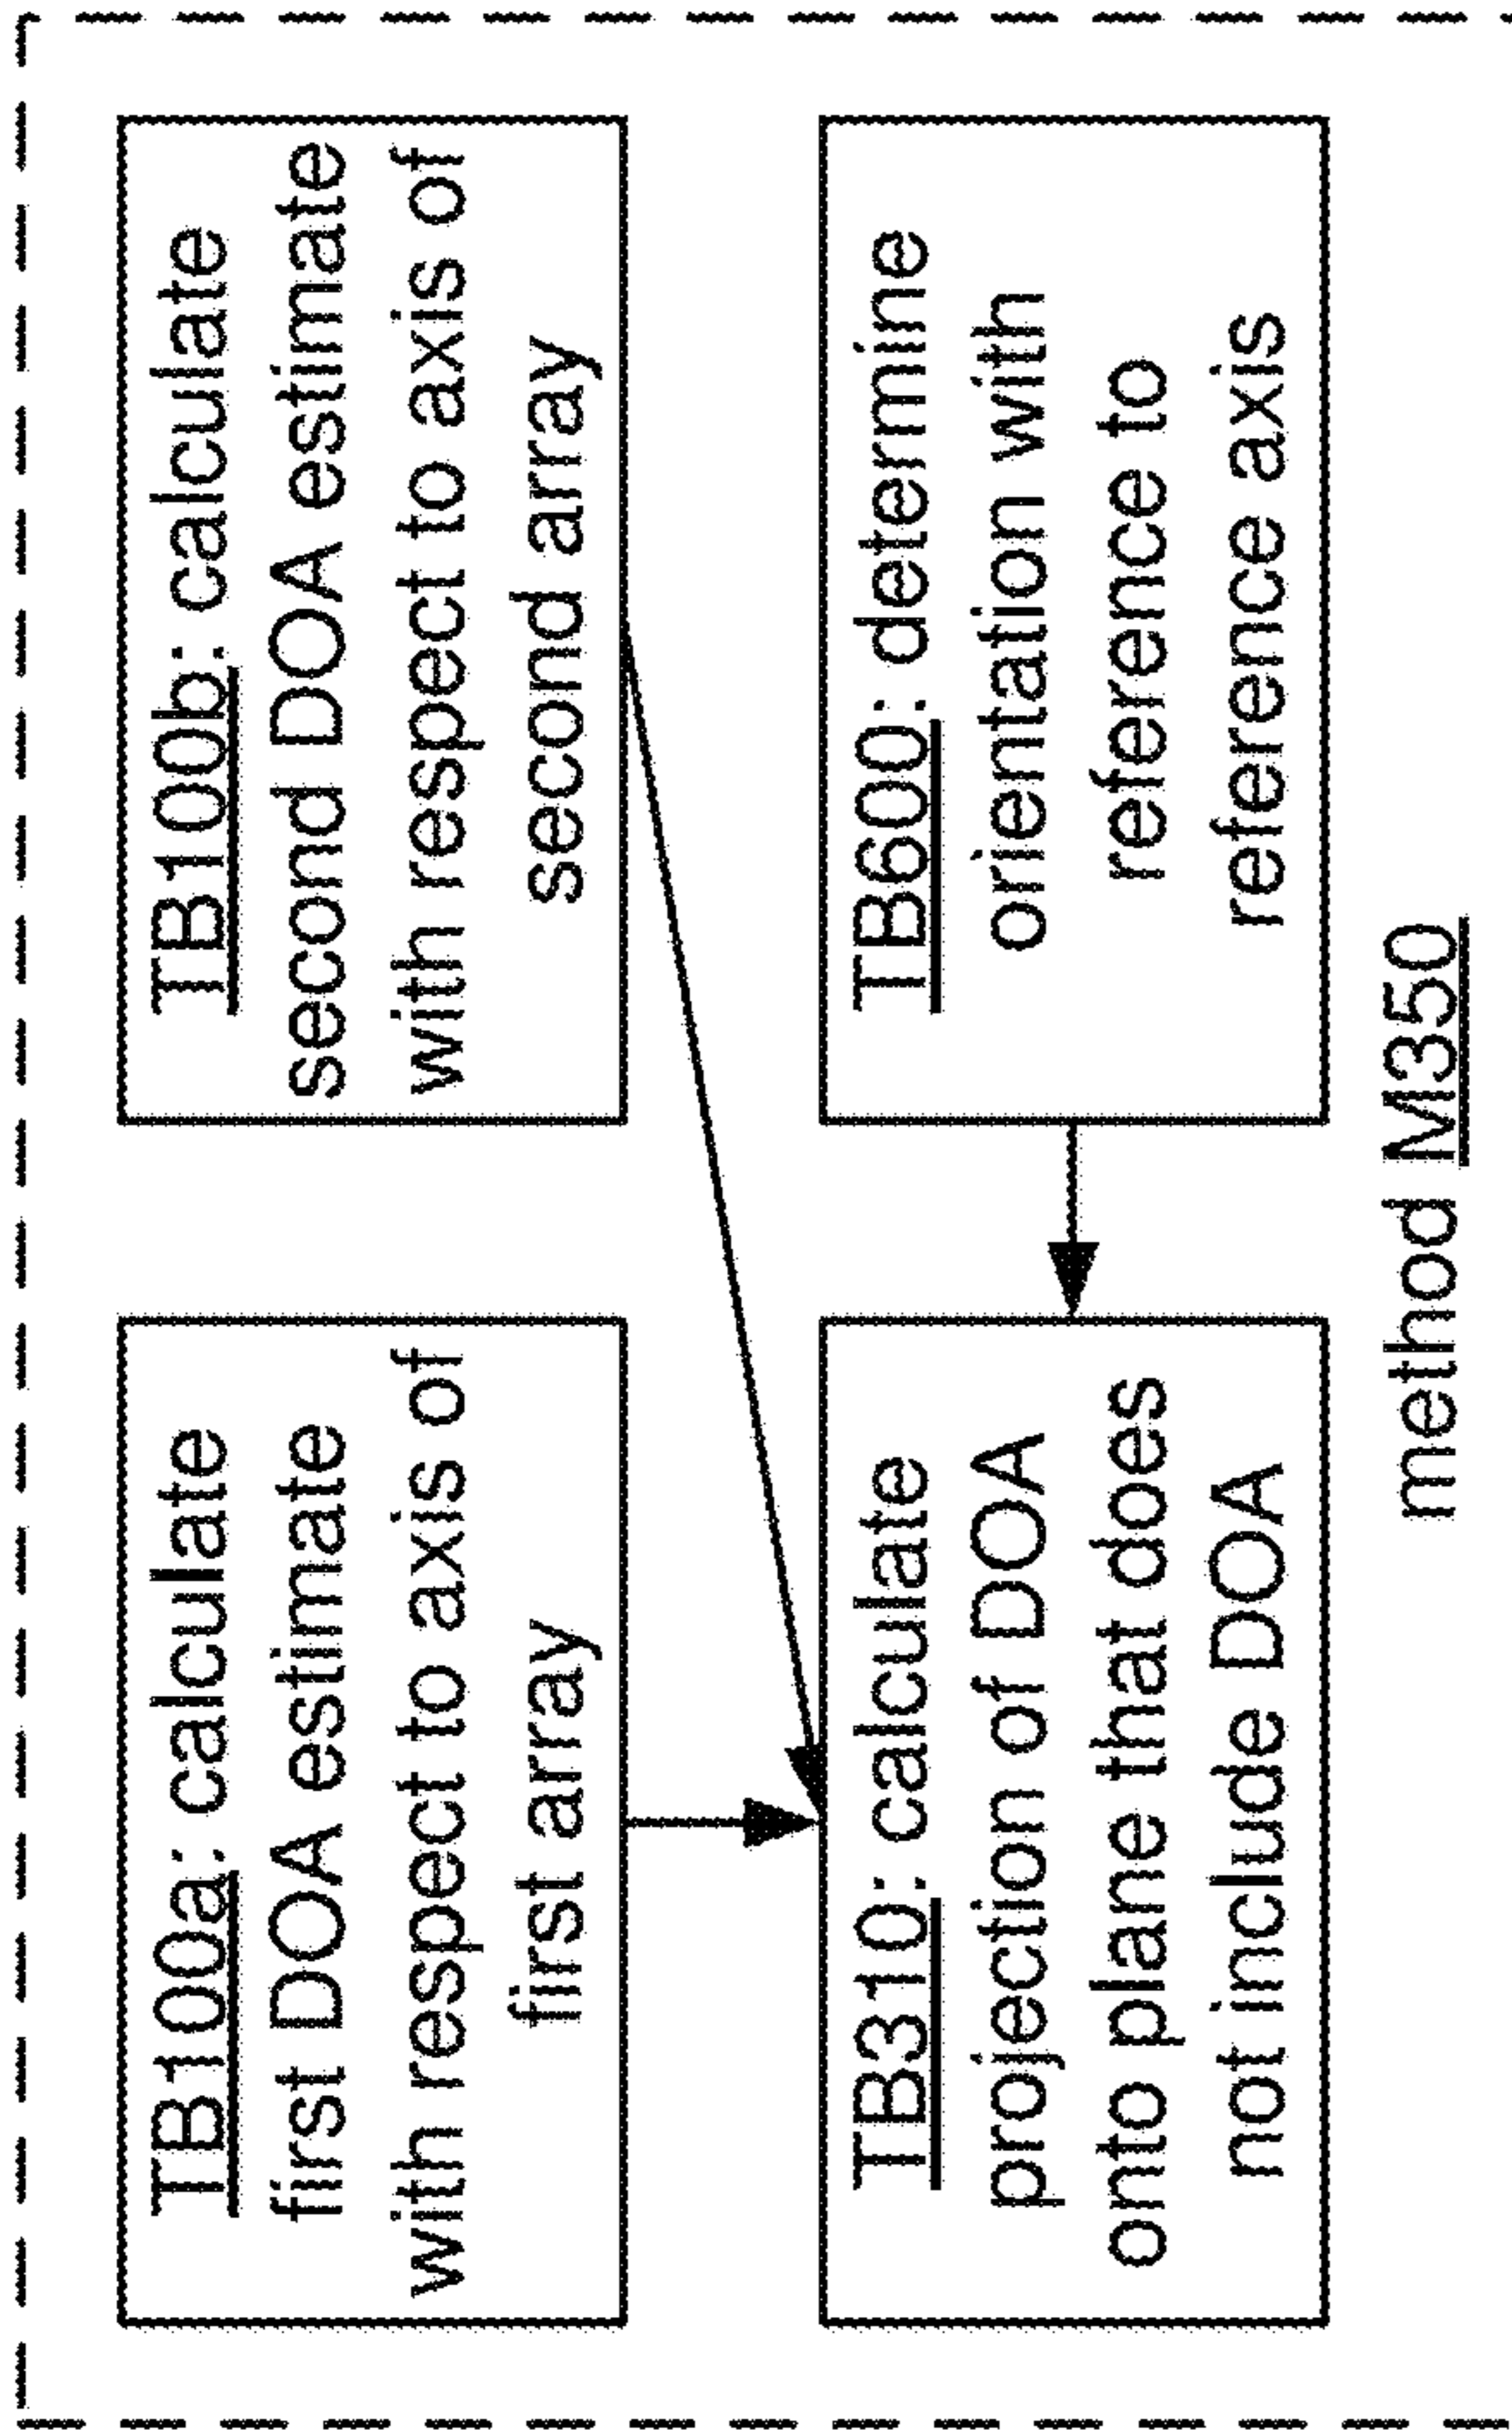 TB100a: calculate
first DOA estimate
with respect to axis of
first array
TB100b: calculate
second DOA estimate
with respect to axis of
second array
TB310: calculate
projection of DOA
onto plane that does
not include DOA
TB600: determine
orientation with
reference to
reference axis
method M350